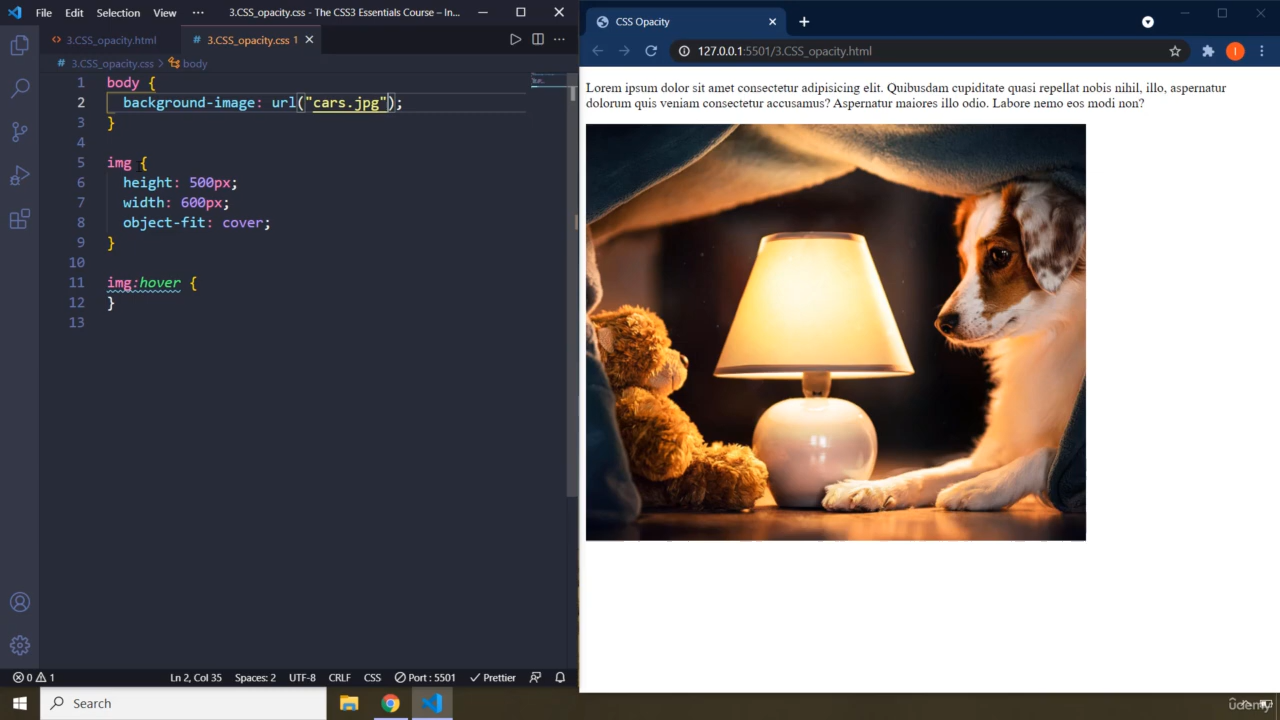 File Edit Selection View ··· 3.CSS_opacity.css - The CSS3 Essentials Course – In...
<> 3.CSS_opacity.html # 3.CSS_opacity.css 1
# 3.CSS_opacity.css > body
1 body {
2 background-image: url("cars.jpg");
3 }
4
5 img {
6 height: 500px;
7 width: 600px;
8 object-fit: cover;
9 }
10
11 img:hover {
12 }
13
0 1 Ln 2, Col 35 Spaces: 2 UTF-8 CRLF CSS Port : 5501 Prettier
Search
CSS Opacity
127.0.0.1:5501/3.CSS_opacity.html
I
Lorem ipsum dolor sit amet consectetur adipisicing elit. Quibusdam cupiditate quasi repellat nobis nihil, illo, aspernatur
dolorum quis veniam consectetur accusamus? Aspernatur maiores illo odio. Labore nemo eos modi non?
udemy